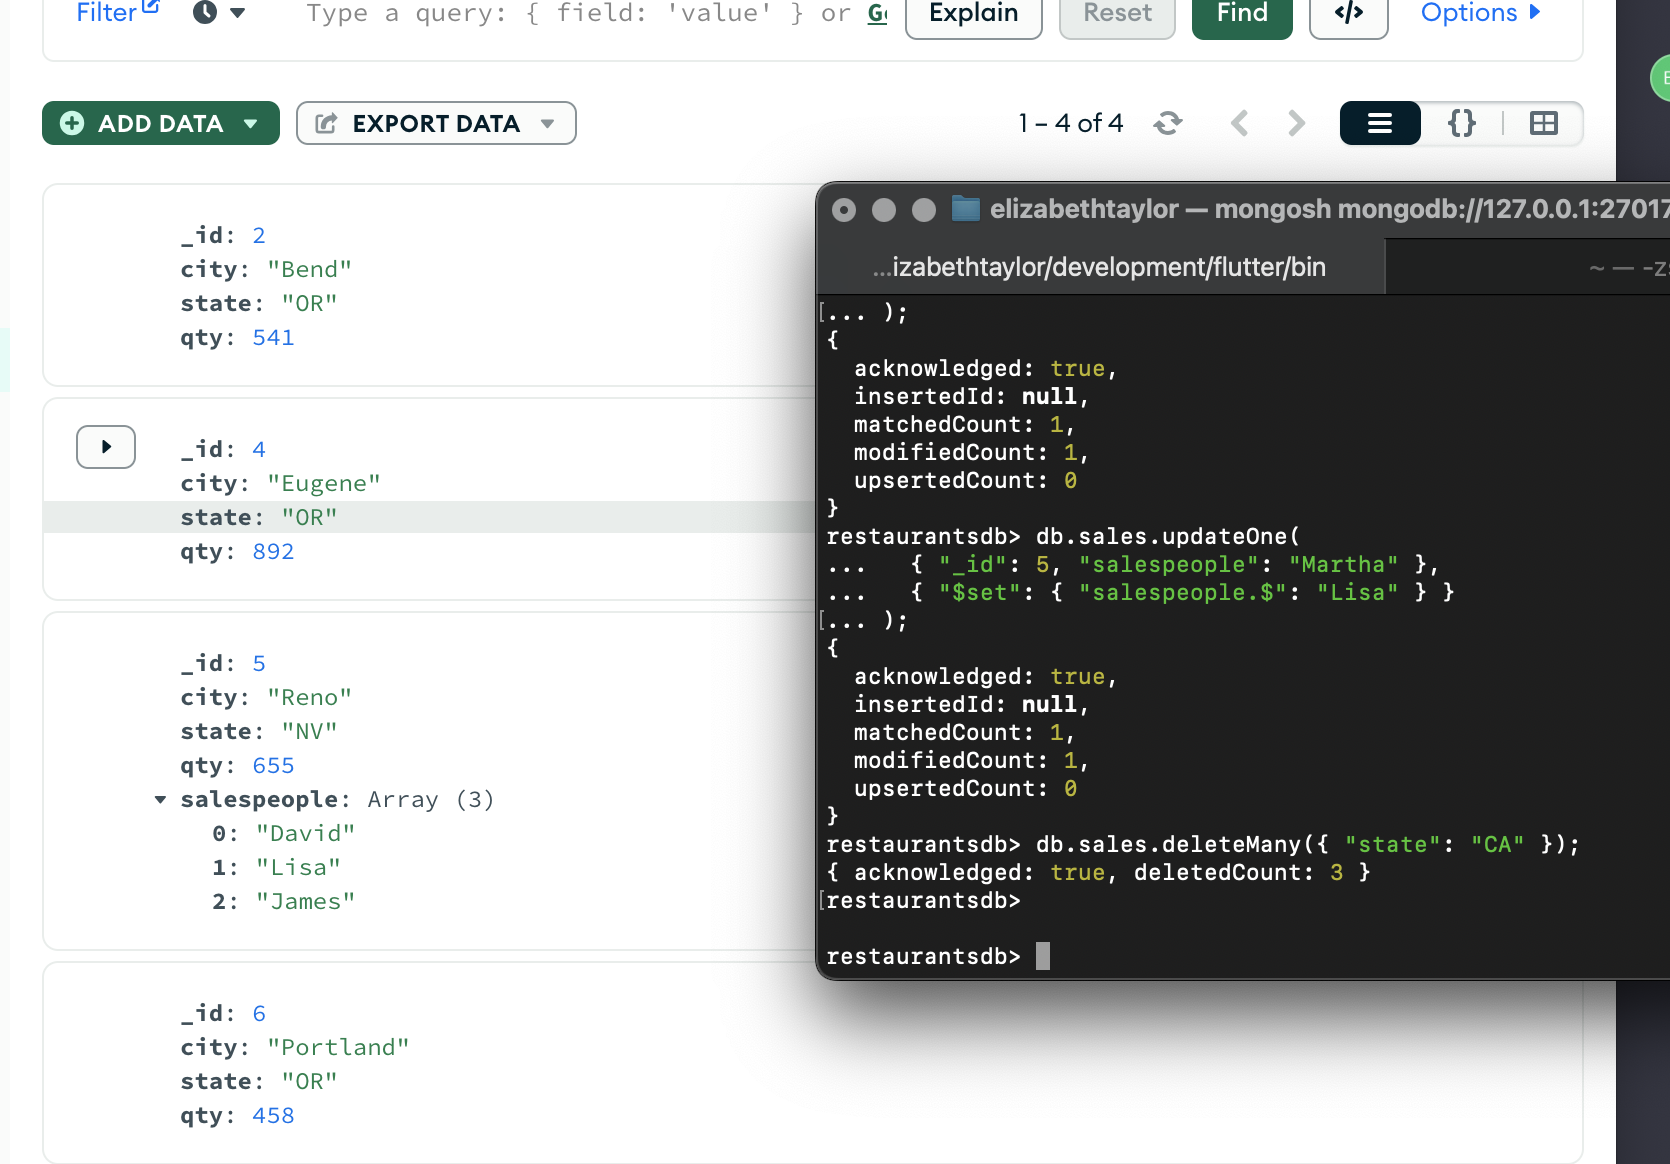 Filter
Type a query: { field: 'value' } or
Explain
Reset
Find
</>
Options
ADD DATA
EXPORT DATA
1 – 4 of 4
{}
_id: 2
city: "Bend"
state: "OR"
qty: 541
_id: 4
city: "Eugene"
state: "OR"
qty: 892
_id: 5
city: "Reno"
state: "NV"
qty: 655
salespeople: Array (3)
0: "David"
1: "Lisa"
2: "James"
_id: 6
city: "Portland"
state: "OR"
qty: 458
elizabethtaylor — mongosh mongodb://127.0.0.1:27017
...izabethtaylor/development/flutter/bin
~ — -zs
[... );
{
  acknowledged: true,
  insertedId: null,
  matchedCount: 1,
  modifiedCount: 1,
  upsertedCount: 0
}
restaurantsdb> db.sales.updateOne(
...   { "_id": 5, "salespeople": "Martha" },
...   { "$set": { "salespeople.$": "Lisa" } }
[... );
{
  acknowledged: true,
  insertedId: null,
  matchedCount: 1,
  modifiedCount: 1,
  upsertedCount: 0
}
restaurantsdb> db.sales.deleteMany({ "state": "CA" });
{ acknowledged: true, deletedCount: 3 }
[restaurantsdb>
restaurantsdb>